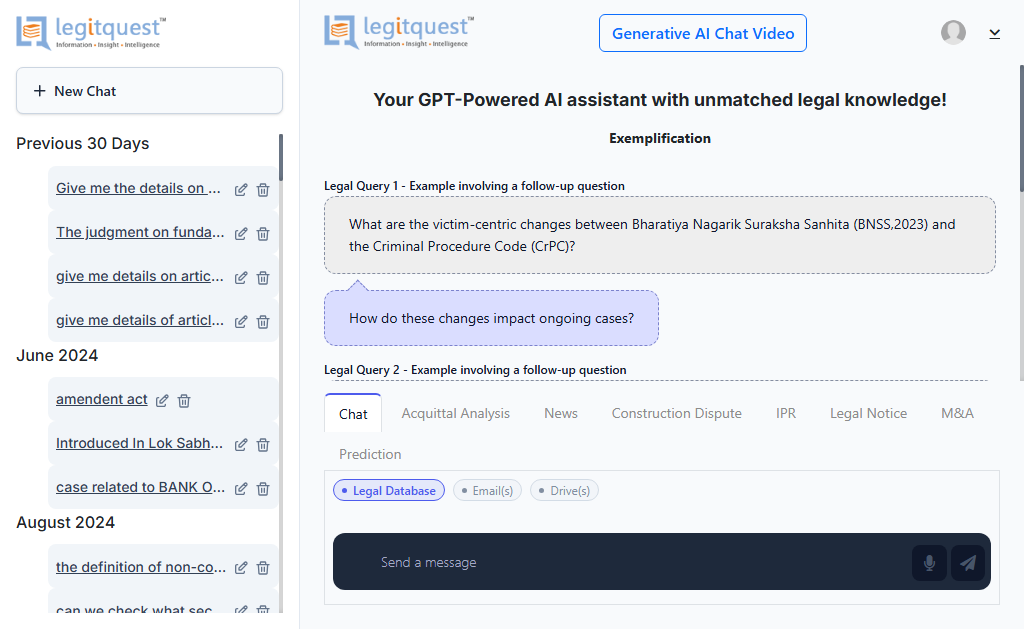 legitquest™
Information • Insight • Intelligence
+ New Chat
Previous 30 Days
Give me the details on ...
The judgment on funda...
give me details on artic...
give me details of articl...
June 2024
amendent act
Introduced In Lok Sabh...
case related to BANK O...
August 2024
the definition of non-co...
can we check what sec...
legitquest™
Information • Insight • Intelligence
Generative AI Chat Video
Your GPT-Powered AI assistant with unmatched legal knowledge!
Exemplification
Legal Query 1 - Example involving a follow-up question
What are the victim-centric changes between Bharatiya Nagarik Suraksha Sanhita (BNSS,2023) and
the Criminal Procedure Code (CrPC)?
How do these changes impact ongoing cases?
Legal Query 2 - Example involving a follow-up question
Chat Acquittal Analysis News Construction Dispute IPR Legal Notice M&A
Prediction
• Legal Database • Email(s) • Drive(s)
Send a message